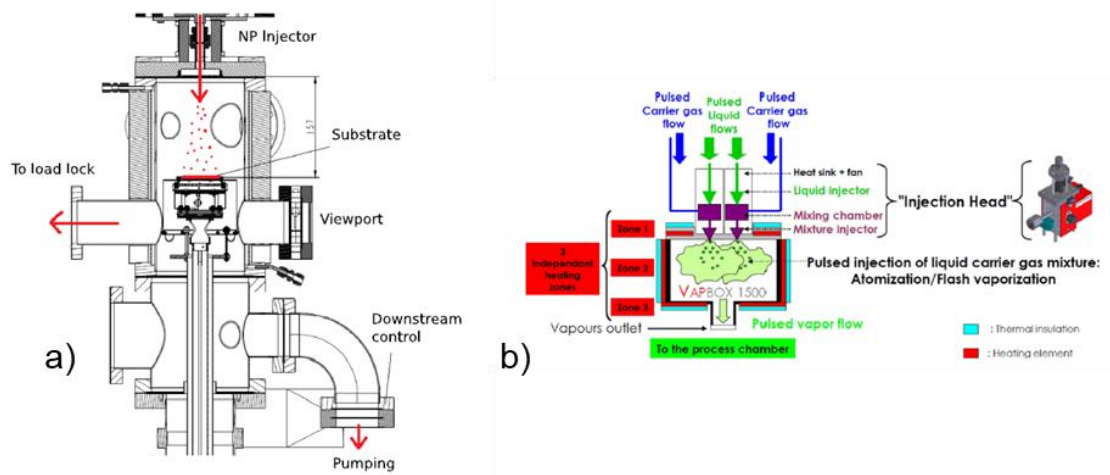 NP Injector
157
Substrate
To load lock
Viewport
Downstream
control
a)
Pumping
Pulsed
Carrier gas
flow
Pulsed
Liquid
flows
Pulsed
Carrier gas
flow
Heat sink + fan
Liquid injector
Mixing chamber
Mixture injector
"Injection Head"
Zone 1
3
independent
heating
zones
Zone 2
Zone 3
Pulsed injection of liquid carrier gas mixture:
Atomization/Flash vaporization
VAPBOX 1500
Vapours outlet
Pulsed vapor flow
b)
To the process chamber
: Thermal insulation
: Heating element